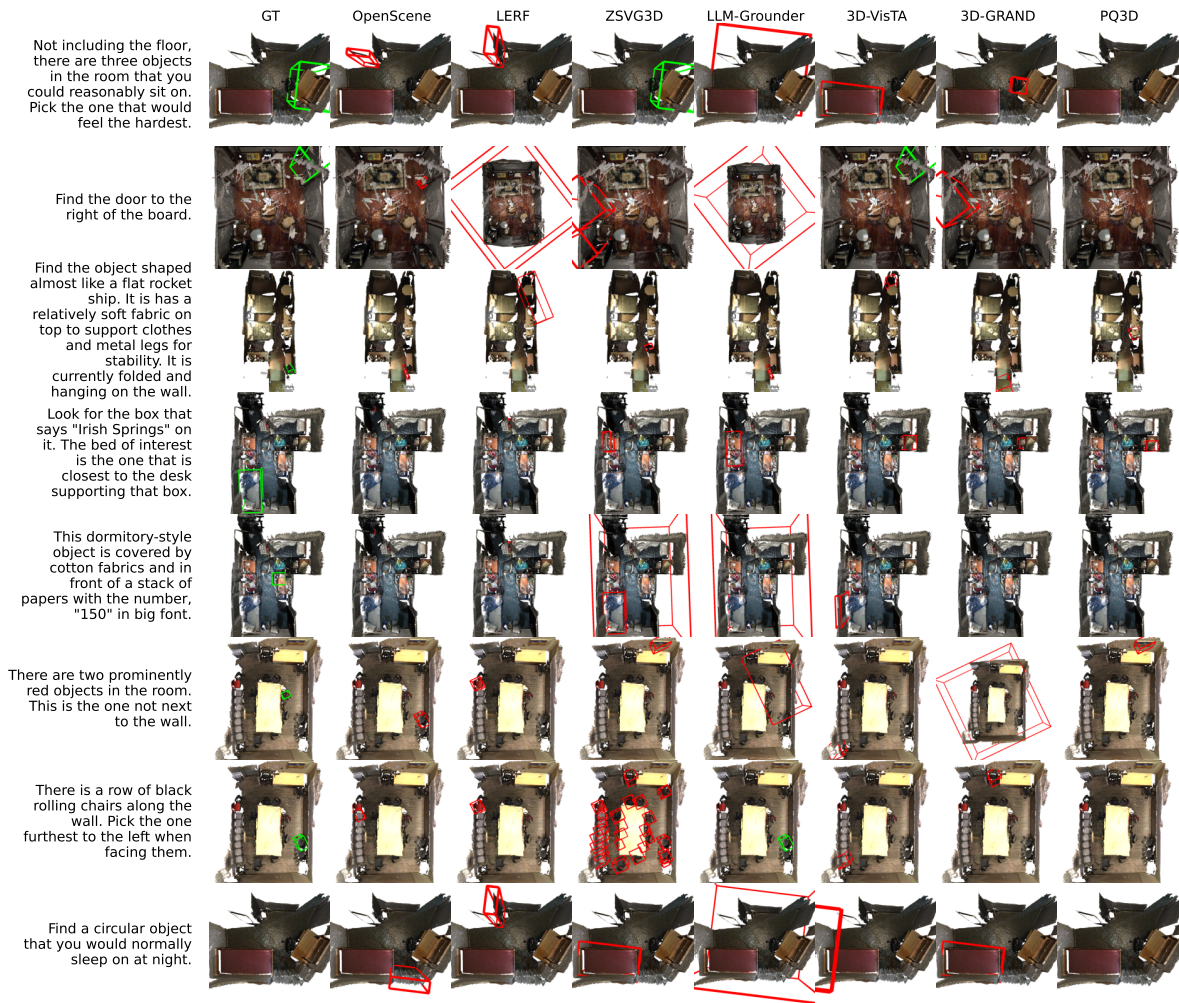 GT OpenScene LERF ZSVG3D LLM-Grounder 3D-VisTA 3D-GRAND PQ3D
Not including the floor,
there are three objects
in the room that you
could reasonably sit on.
Pick the one that would
feel the hardest.
Find the door to the
right of the board.
Find the object shaped
almost like a flat rocket
ship. It is has a
relatively soft fabric on
top to support clothes
and metal legs for
stability. It is
currently folded and
hanging on the wall.
Look for the box that
says "Irish Springs" on
it. The bed of interest
is the one that is
closest to the desk
supporting that box.
This dormitory-style
object is covered by
cotton fabrics and in
front of a stack of
papers with the number,
"150" in big font.
There are two prominently
red objects in the room.
This is the one not next
to the wall.
There is a row of black
rolling chairs along the
wall. Pick the one
furthest to the left when
facing them.
Find a circular object
that you would normally
sleep on at night.